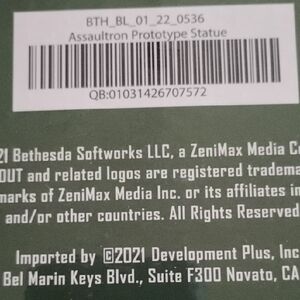 BTH_BL_01_22_0536
Assaultron Prototype Statue
QB:01031426707572
21 Bethesda Softworks LLC, a ZeniMax Media Co
OUT and related logos are registered tradema
marks of ZeniMax Media Inc. or its affiliates in
and/or other countries. All Rights Reserved
Imported by ©2021 Development Plus, Inc
Bel Marin Keys Blvd., Suite F300 Novato, CA